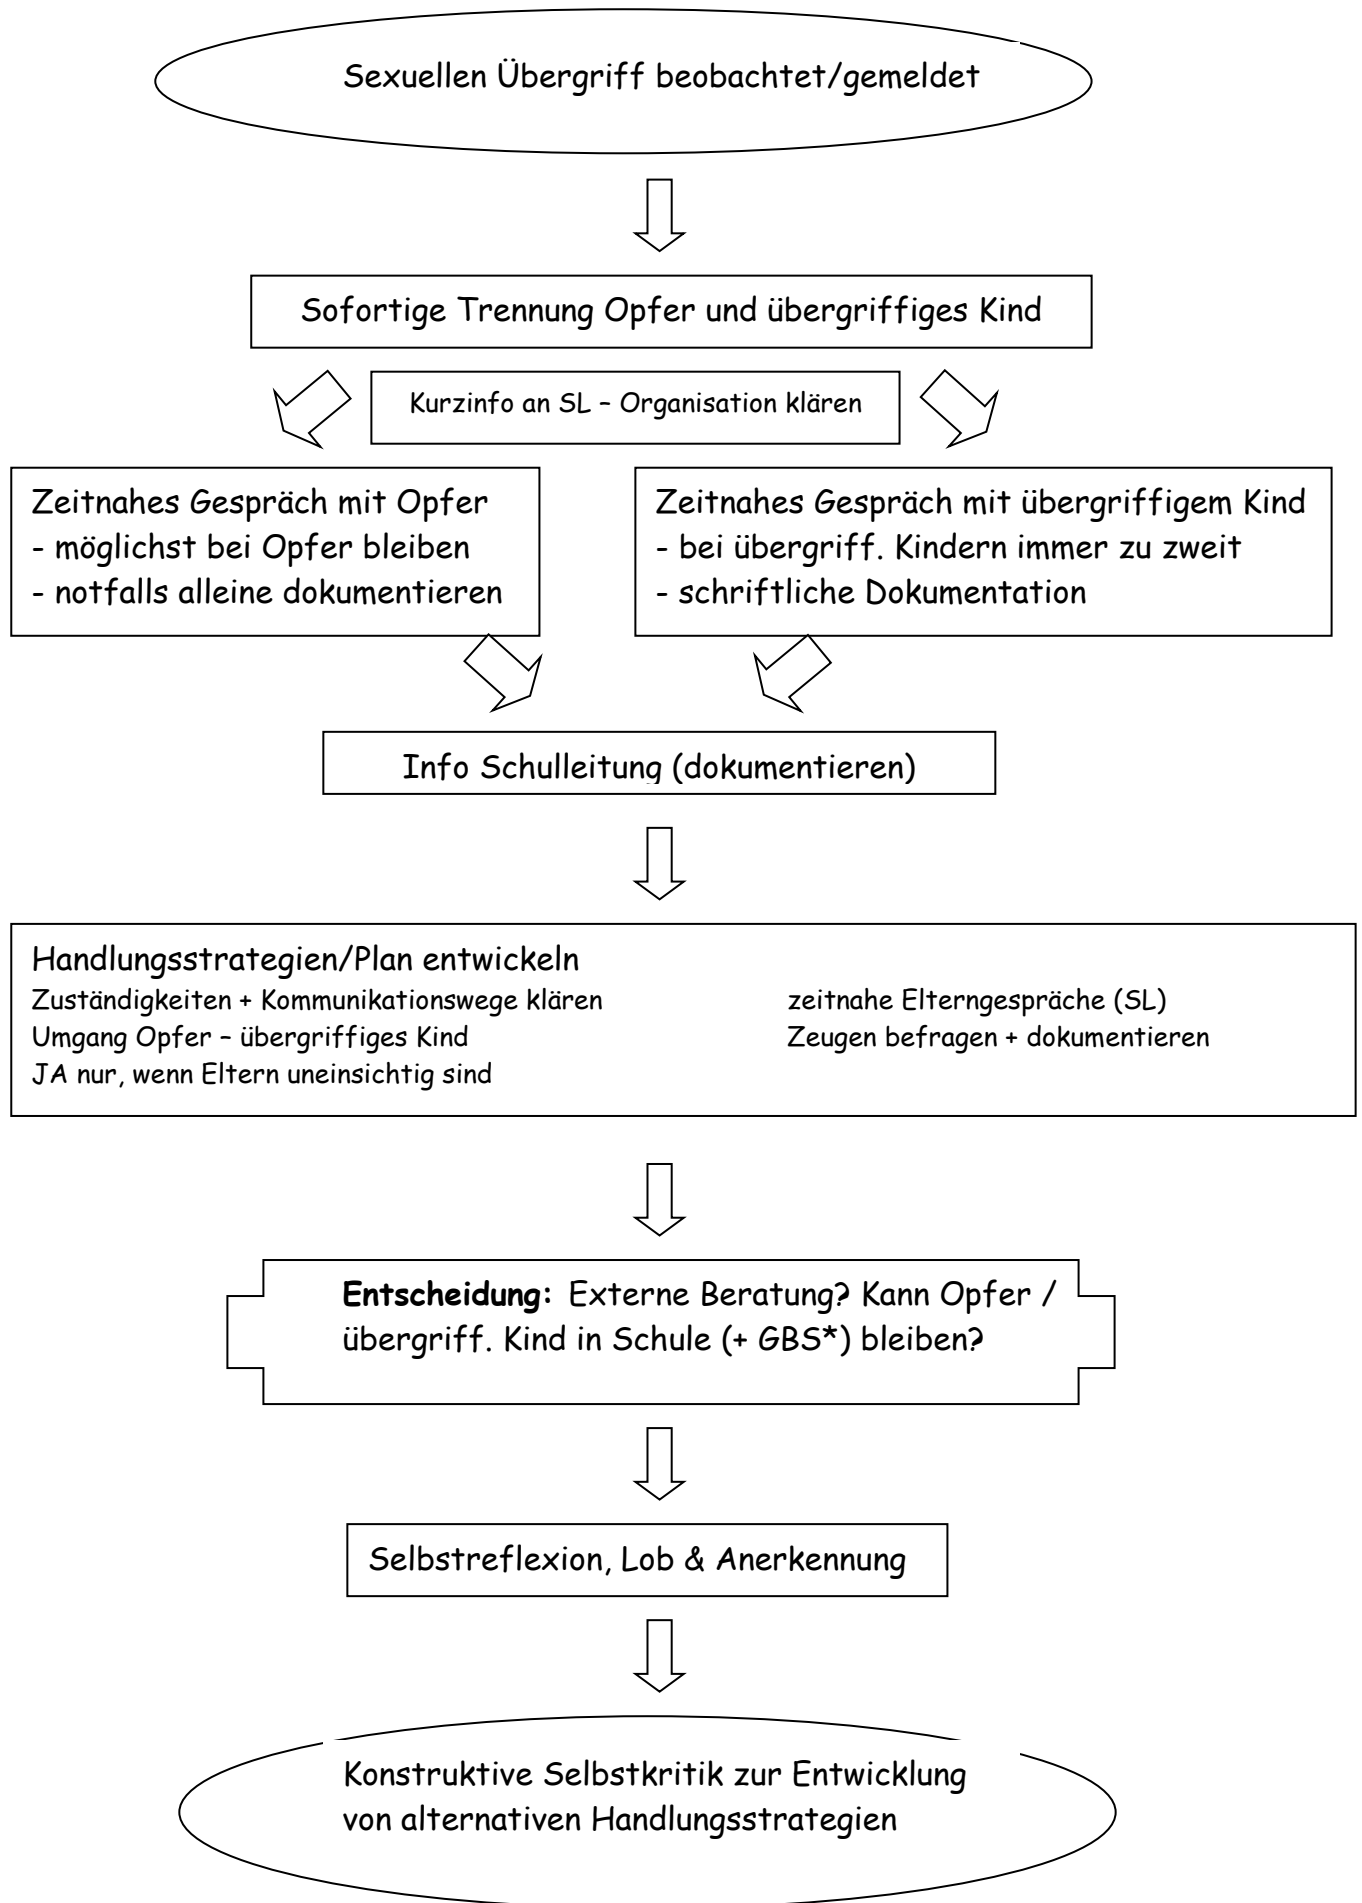 Sexuellen Übergriff beobachtet/gemeldet
Sofortige Trennung Opfer und übergriffiges Kind
Kurzinfo an SL – Organisation klären
Zeitnahes Gespräch mit Opfer
- möglichst bei Opfer bleiben
- notfalls alleine dokumentieren
Zeitnahes Gespräch mit übergriffigem Kind
- bei übergriff. Kindern immer zu zweit
- schriftliche Dokumentation
Info Schulleitung (dokumentieren)
Handlungsstrategien/Plan entwickeln
Zuständigkeiten + Kommunikationswege klären
Umgang Opfer – übergriffiges Kind
JA nur, wenn Eltern uneinsichtig sind
zeitnahe Elterngespräche (SL)
Zeugen befragen + dokumentieren
Entscheidung: Externe Beratung? Kann Opfer /
übergriff. Kind in Schule (+ GBS*) bleiben?
Selbstreflexion, Lob & Anerkennung
Konstruktive Selbstkritik zur Entwicklung
von alternativen Handlungsstrategien